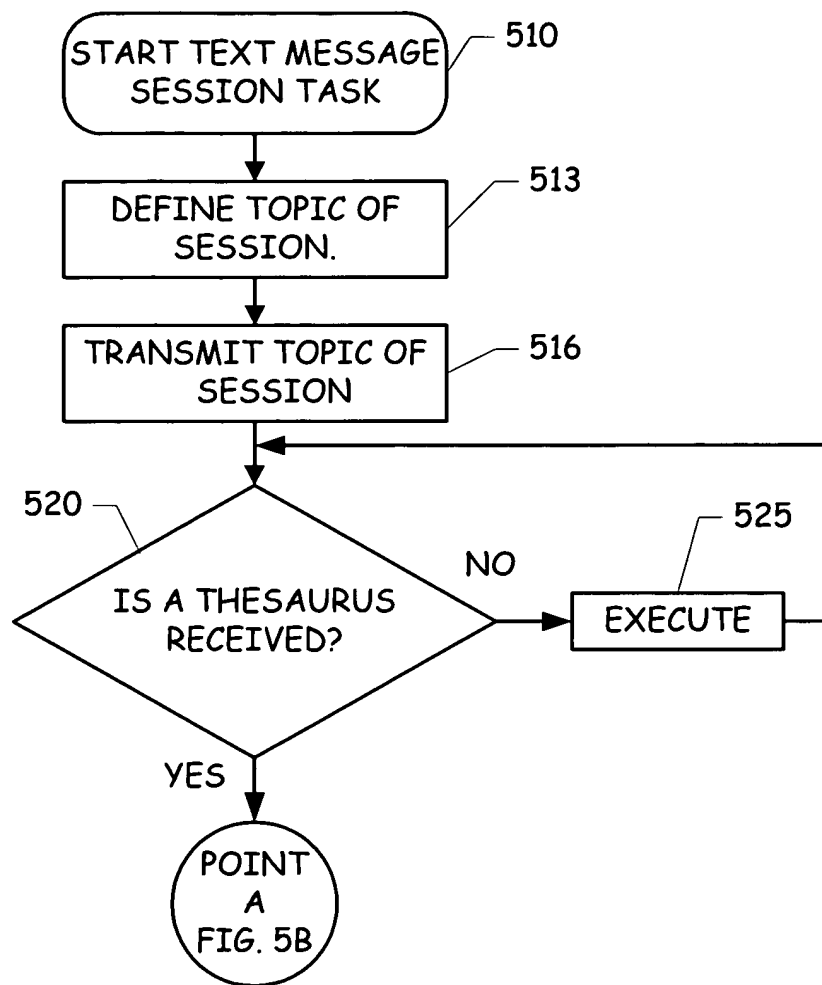 START TEXT MESSAGE
SESSION TASK
510
DEFINE TOPIC OF
SESSION.
513
TRANSMIT TOPIC OF
SESSION
516
520
IS A THESAURUS
RECEIVED?
NO
525
EXECUTE
YES
POINT
A
FIG. 5B